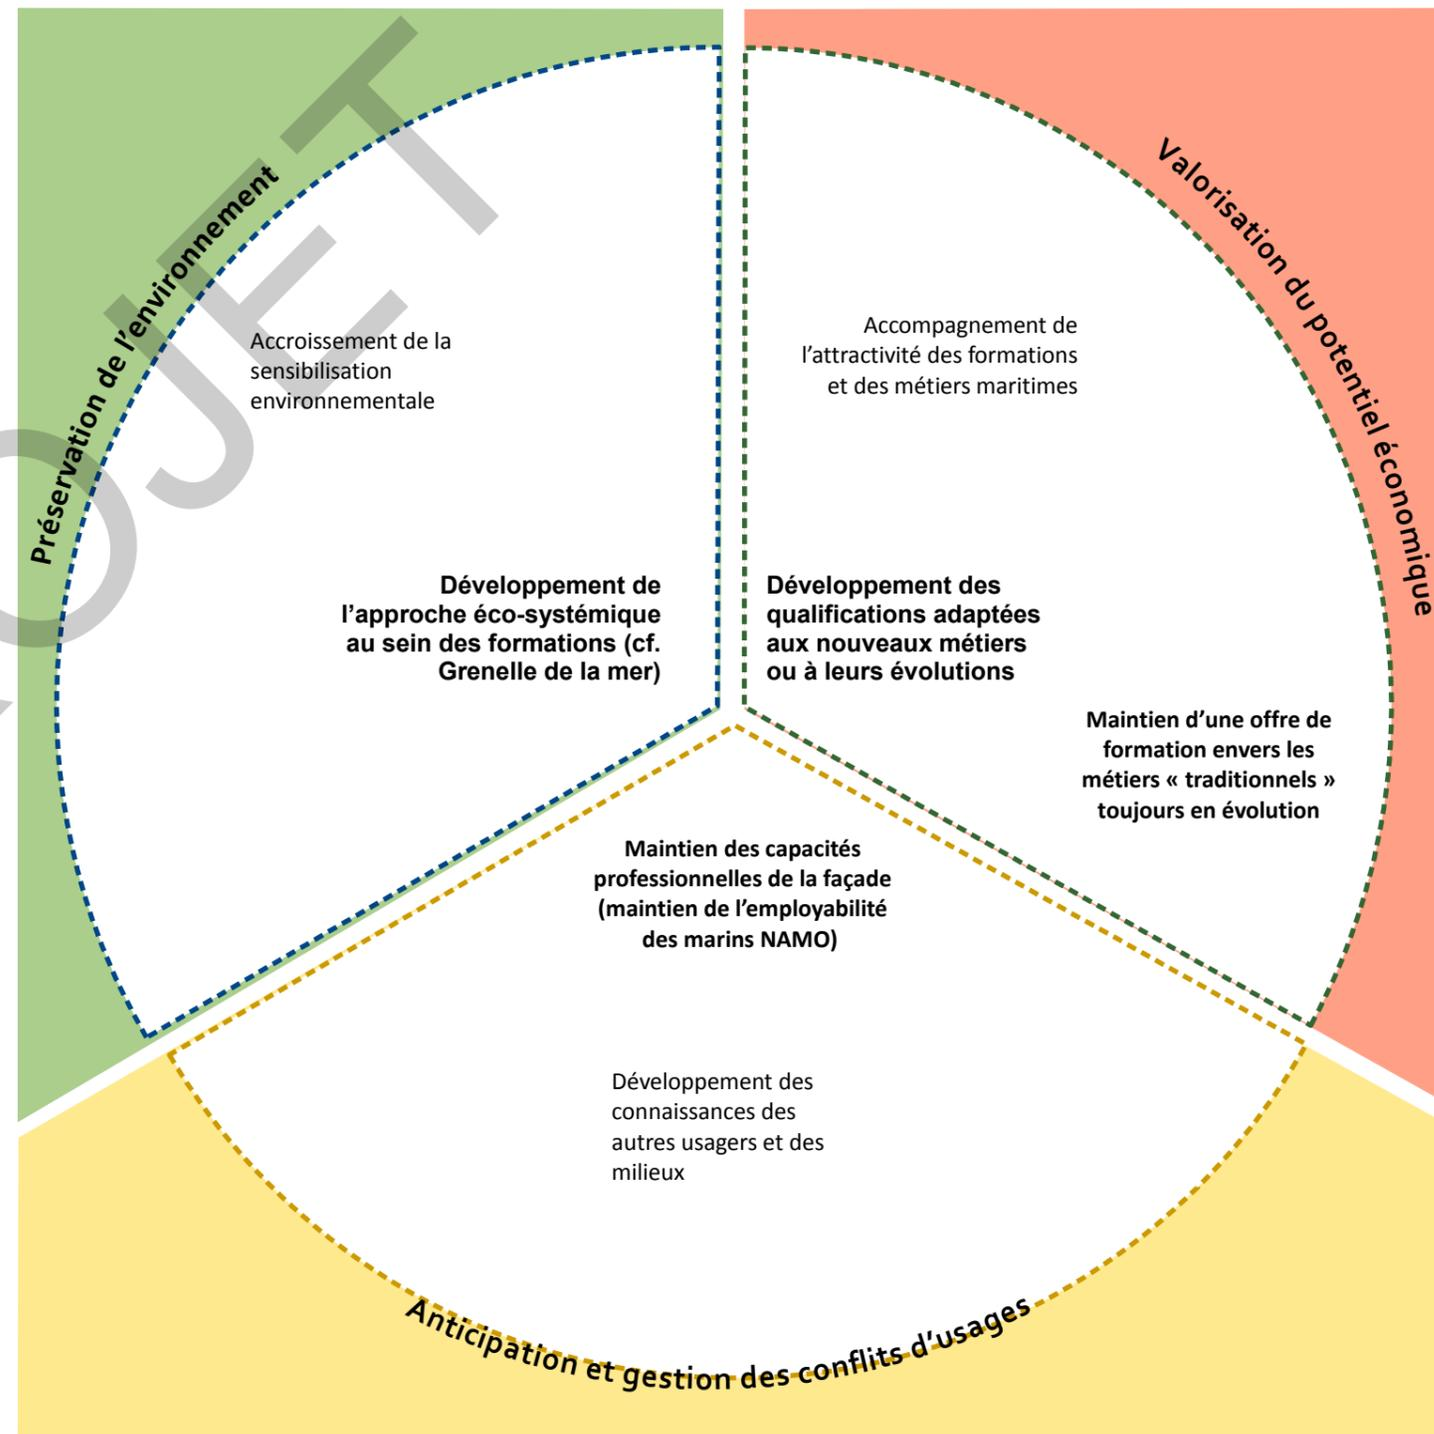 Préservation de l’environnement
Accroissement de la
sensibilisation
environnementale
Développement de
l’approche éco-systémique
au sein des formations (cf.
Grenelle de la mer)
Valorisation du potentiel économique
Accompagnement de
l’attractivité des formations
et des métiers maritimes
Développement des
qualifications adaptées
aux nouveaux métiers
ou à leurs évolutions
Maintien d’une offre de
formation envers les
métiers « traditionnels »
toujours en évolution
Maintien des capacités
professionnelles de la façade
(maintien de l’employabilité
des marins NAMO)
Développement des
connaissances des
autres usagers et des
milieux
Anticipation et gestion des conflits d’usages
OJET